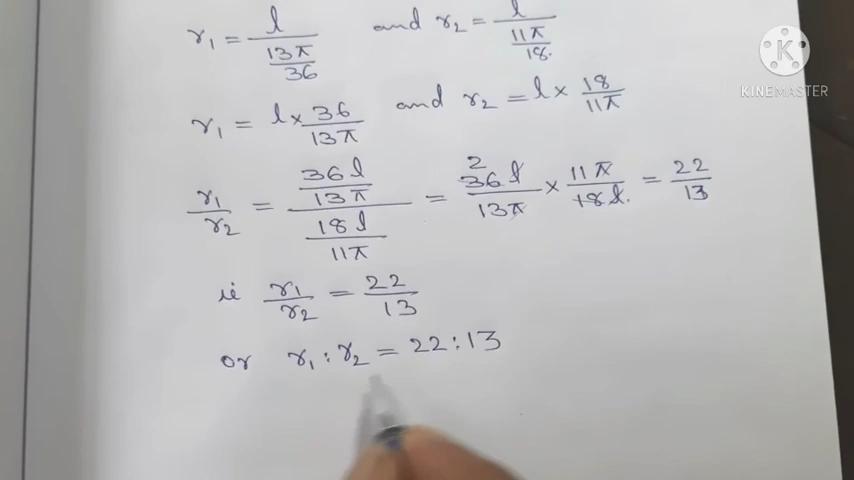 r₁ = l / (13π/36) and r₂ = l / (11π/18)
r₁ = l × 36/13π and r₂ = l × 18/11π
r₁/r₂ = (36l/13π) / (18l/11π) = 2 36l/13π × 11π/18l = 22/13
ie r₁/r₂ = 22/13
or r₁ : r₂ = 22 : 13
KINEMASTER